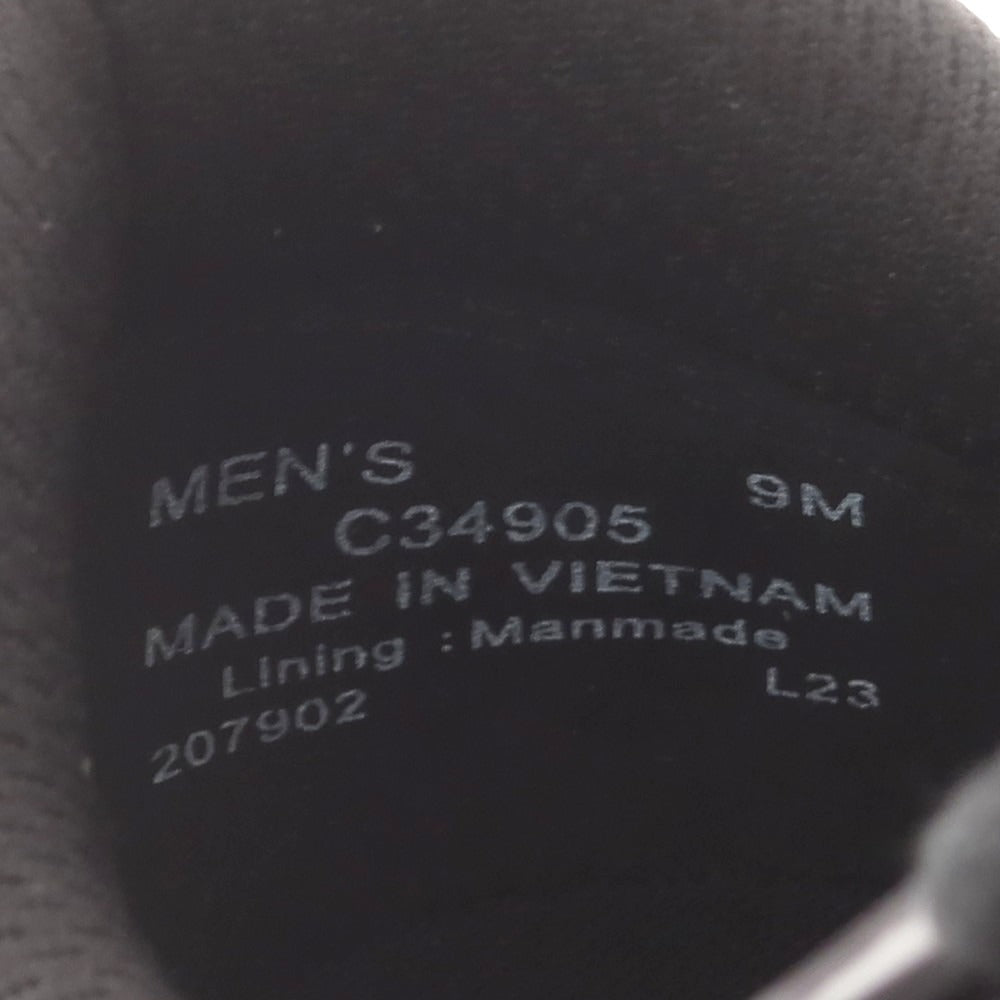 MEN'S 9M
C34905
MADE IN VIETNAM
Lining : Manmade
207902 L23